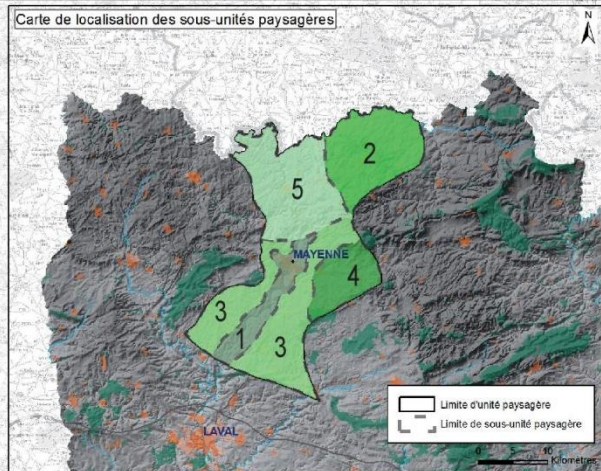 Carte de localisation des sous-unités paysagères
N
2
5
MAYENNE
4
3
1
3
LAVAL
Limite d'unité paysagère
Limite de sous-unité paysagère
0 5 10
Kilomètres